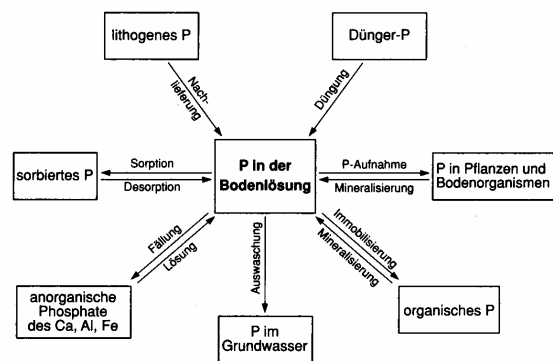 lithogenes P
Dünger-P
Nach-
lieferung
Düngung
sorbiertes P
Sorption
Desorption
P in der
Bodenlösung
P-Aufnahme
Mineralisierung
P in Pflanzen und
Bodenorganismen
Fällung
Lösung
Auswaschung
Immobilisierung
Mineralisierung
anorganische
Phosphate
des Ca, Al, Fe
P im
Grundwasser
organisches P